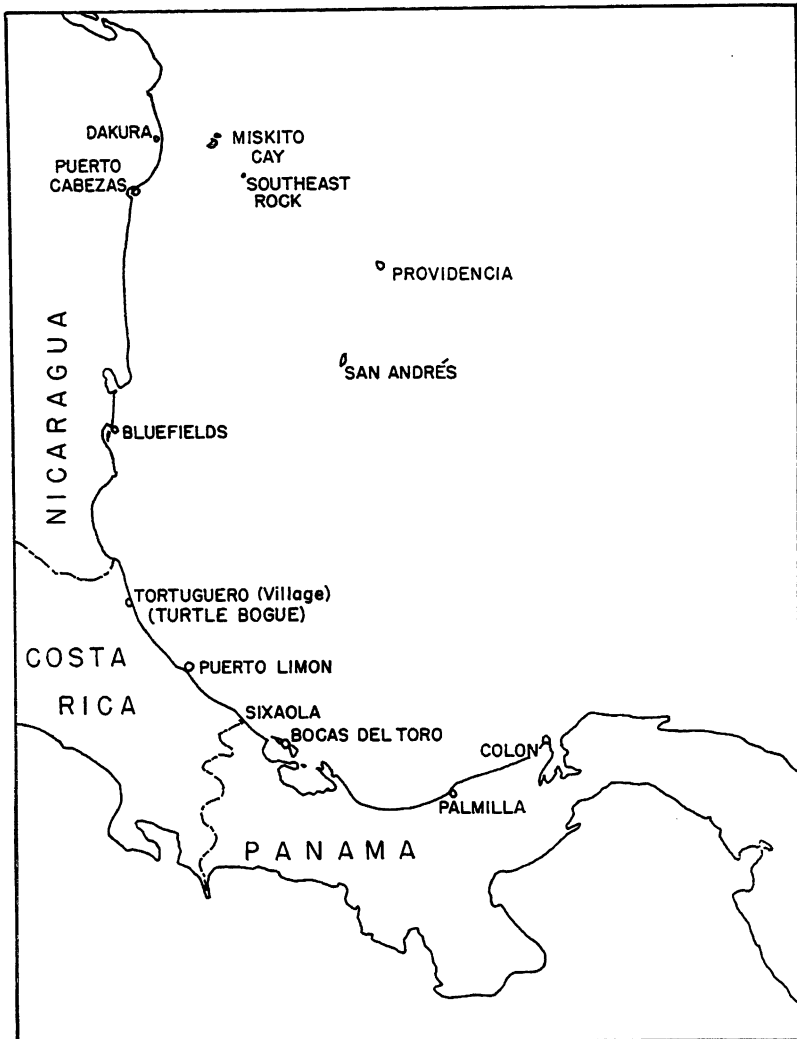 DAKURA
MISKITO
CAY
PUERTO
CABEZAS
SOUTHEAST
ROCK
PROVIDENCIA
SAN ANDRÉS
NICARAGUA
BLUEFIELDS
TORTUGUERO (Village)
(TURTLE BOGUE)
COSTA
RICA
PUERTO LIMON
SIXAOLA
BOCAS DEL TORO
COLON
PALMILLA
PANAMA